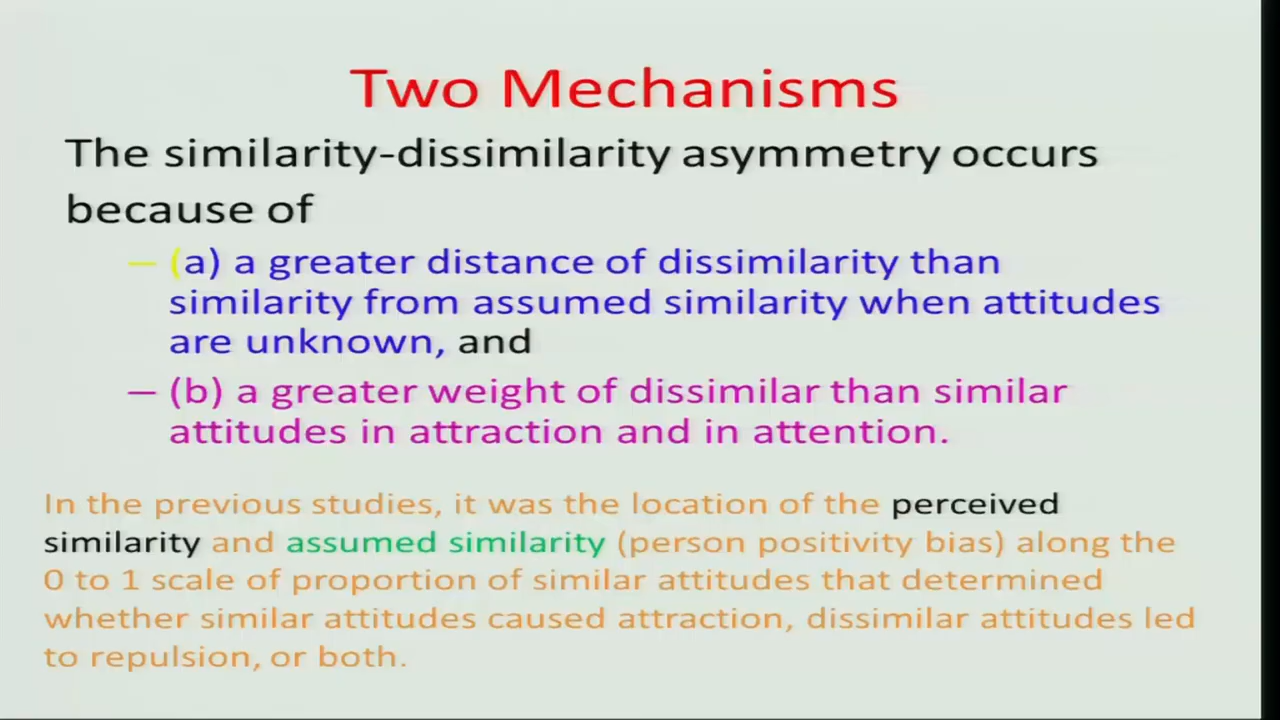 Two Mechanisms
The similarity-dissimilarity asymmetry occurs
because of
– (a) a greater distance of dissimilarity than
similarity from assumed similarity when attitudes
are unknown, and
– (b) a greater weight of dissimilar than similar
attitudes in attraction and in attention.
In the previous studies, it was the location of the perceived
similarity and assumed similarity (person positivity bias) along the
0 to 1 scale of proportion of similar attitudes that determined
whether similar attitudes caused attraction, dissimilar attitudes led
to repulsion, or both.